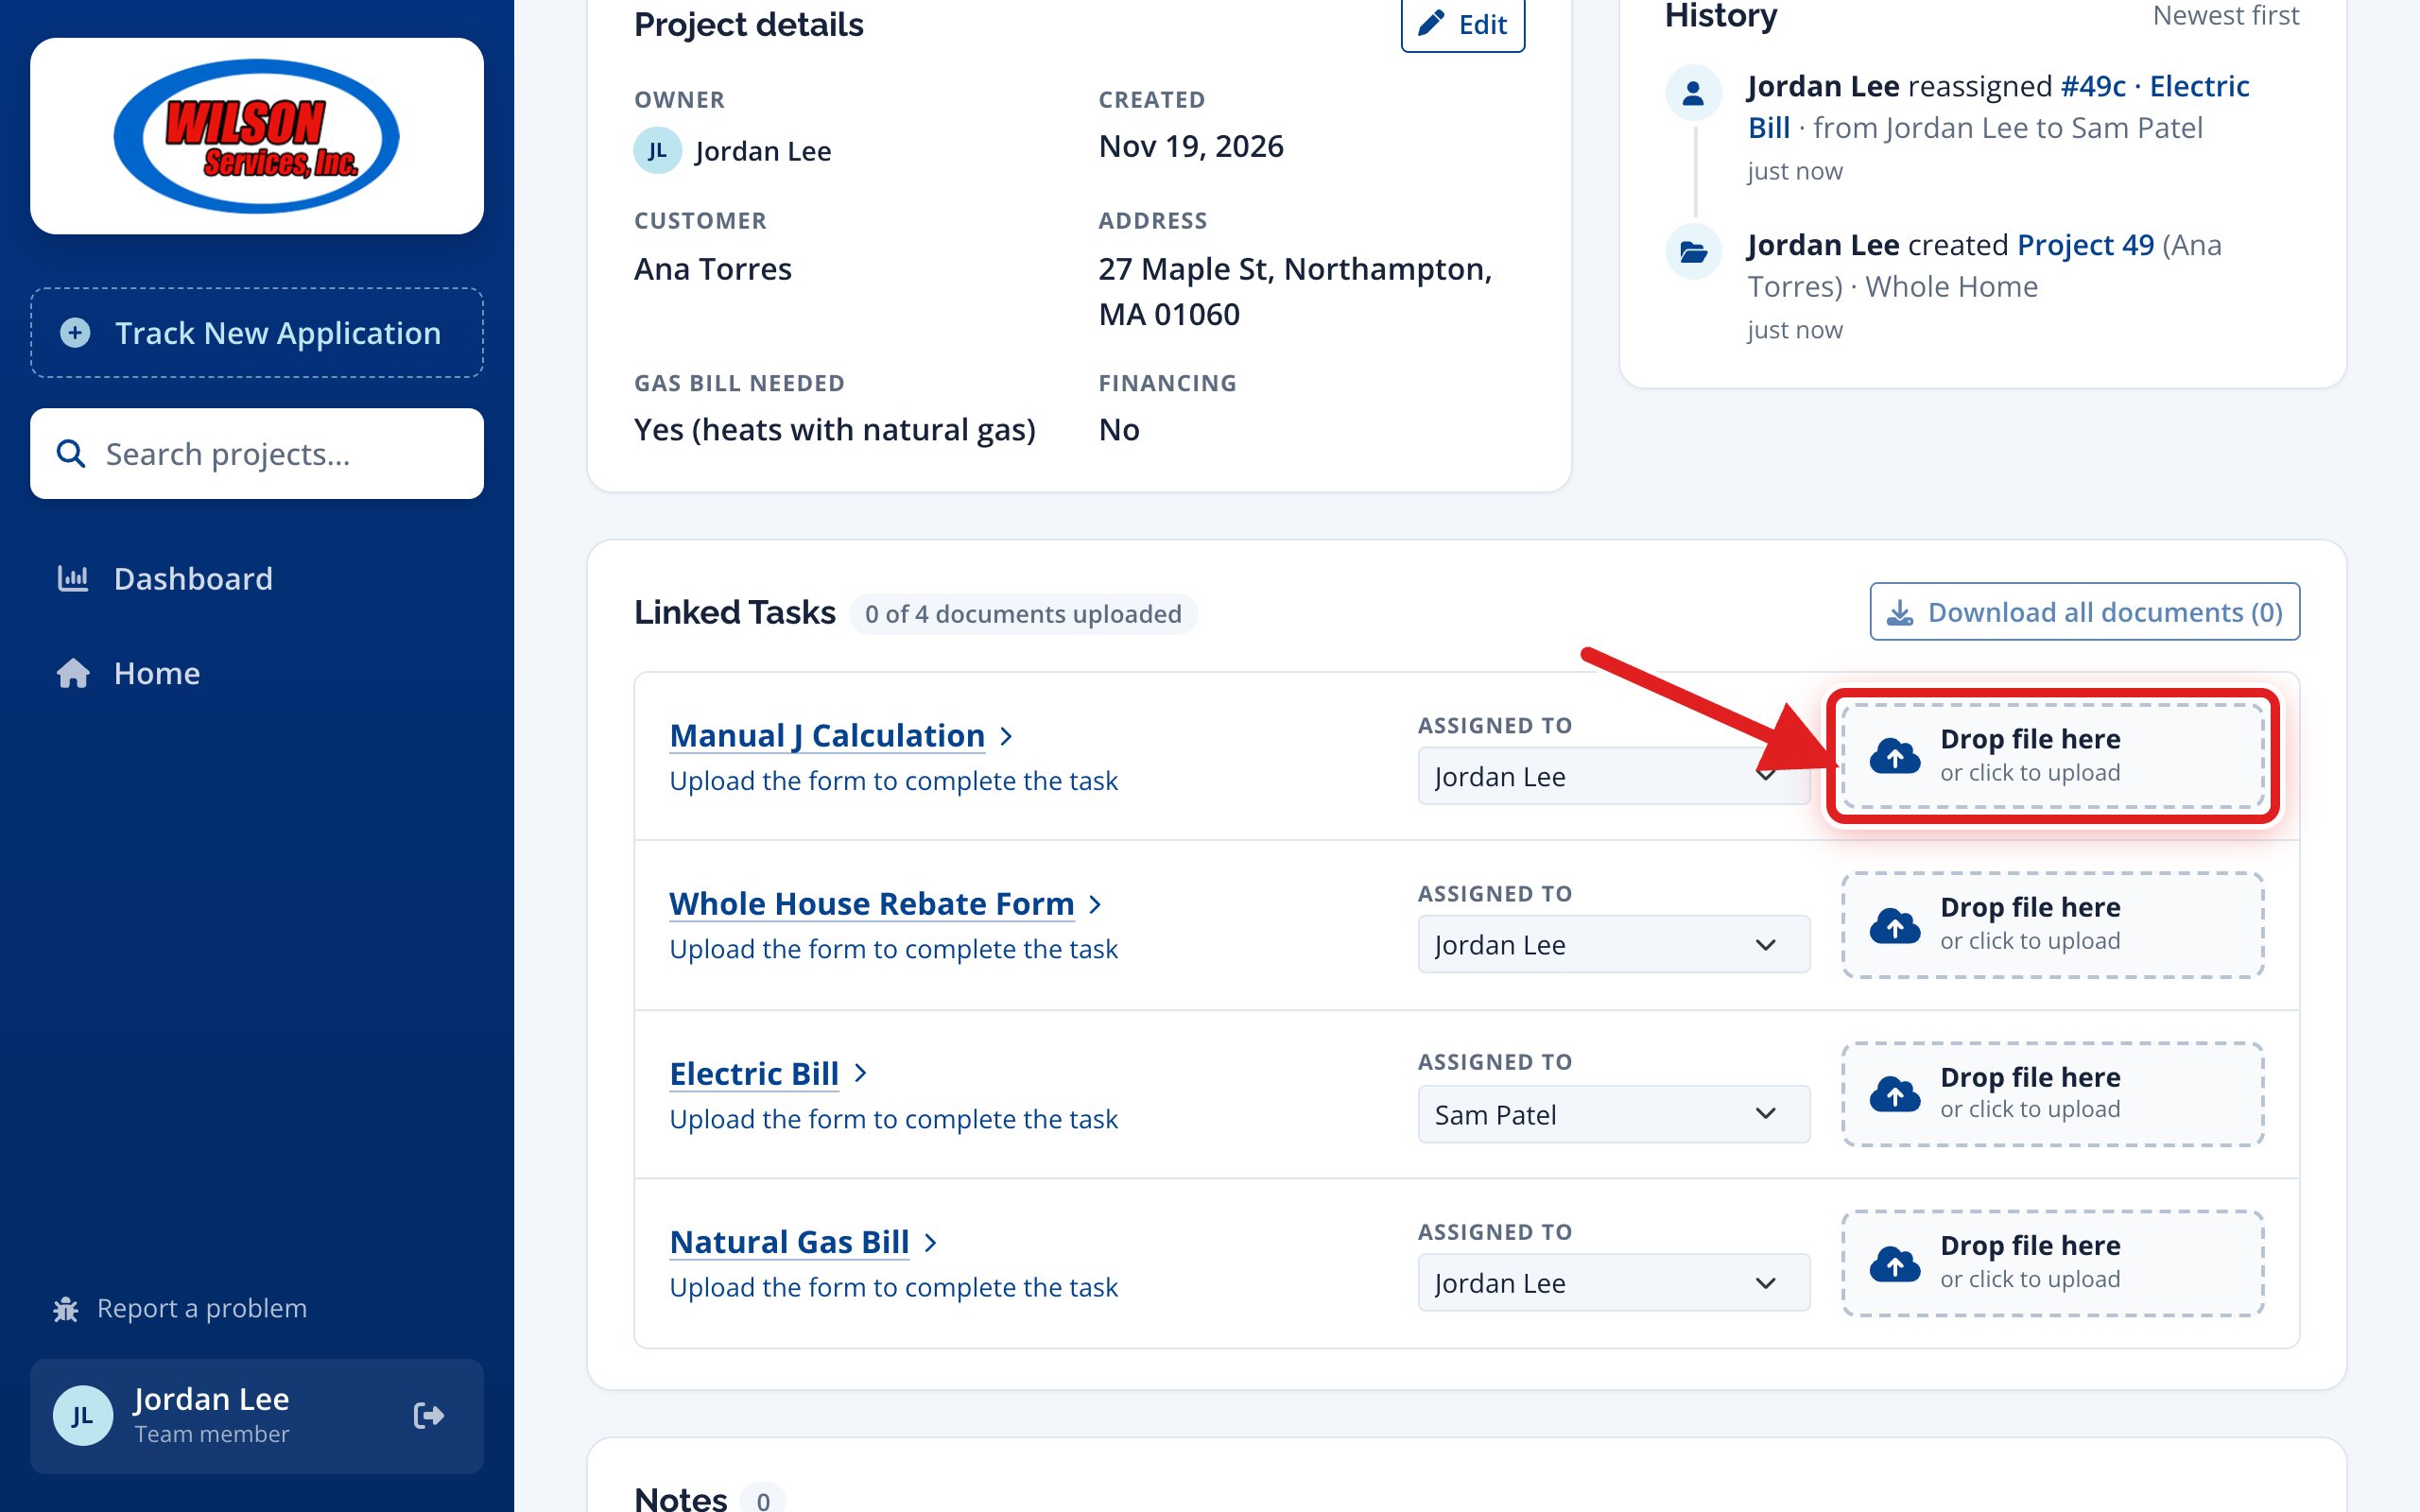 WILSON
Services, Inc.
Track New Application
Search projects...
Dashboard
Home
Report a problem
JL
Jordan Lee
Team member
Project details
Edit
OWNER
JL
Jordan Lee
CREATED
Nov 19, 2026
CUSTOMER
Ana Torres
ADDRESS
27 Maple St, Northampton,
MA 01060
GAS BILL NEEDED
Yes (heats with natural gas)
FINANCING
No
History
Newest first
Jordan Lee reassigned #49c · Electric
Bill · from Jordan Lee to Sam Patel
just now
Jordan Lee created Project 49 (Ana
Torres) · Whole Home
just now
Linked Tasks
0 of 4 documents uploaded
Download all documents (0)
Manual J Calculation
Upload the form to complete the task
ASSIGNED TO
Jordan Lee
Drop file here
or click to upload
Whole House Rebate Form
Upload the form to complete the task
ASSIGNED TO
Jordan Lee
Drop file here
or click to upload
Electric Bill
Upload the form to complete the task
ASSIGNED TO
Sam Patel
Drop file here
or click to upload
Natural Gas Bill
Upload the form to complete the task
ASSIGNED TO
Jordan Lee
Drop file here
or click to upload
Notes
0